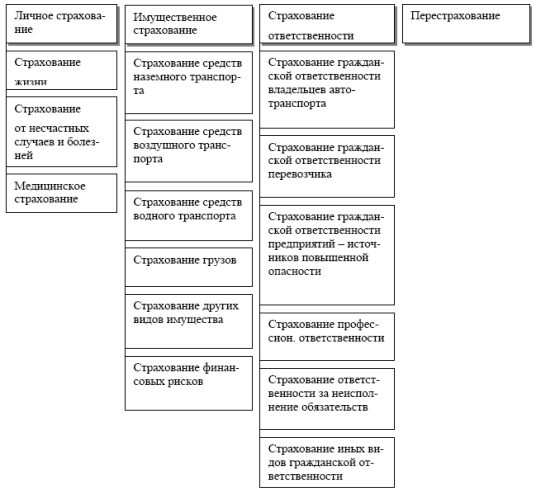 Личное страхова-
ние
Страхование
жизни
Страхование
от несчастных
случаев и болез-
ней
Медицинское
страхование
Имущественное
страхование
Страхование средств
наземного транспор-
та
Страхование средств
воздушного транс-
порта
Страхование средств
водного транспорта
Страхование грузов
Страхование других
видов имущества
Страхование финан-
совых рисков
Страхование
ответственности
Страхование граждан-
ской ответственности
владельцев авто-
транспорта
Страхование граждан-
ской ответственности
перевозчика
Страхование граждан-
ской ответственности
предприятий – источ-
ников повышенной
опасности
Страхование профес-
сион. ответственности
Страхование ответст-
венности за неиспол-
нение обязательств
Страхование иных ви-
дов гражданской от-
ветственности
Перестрахование